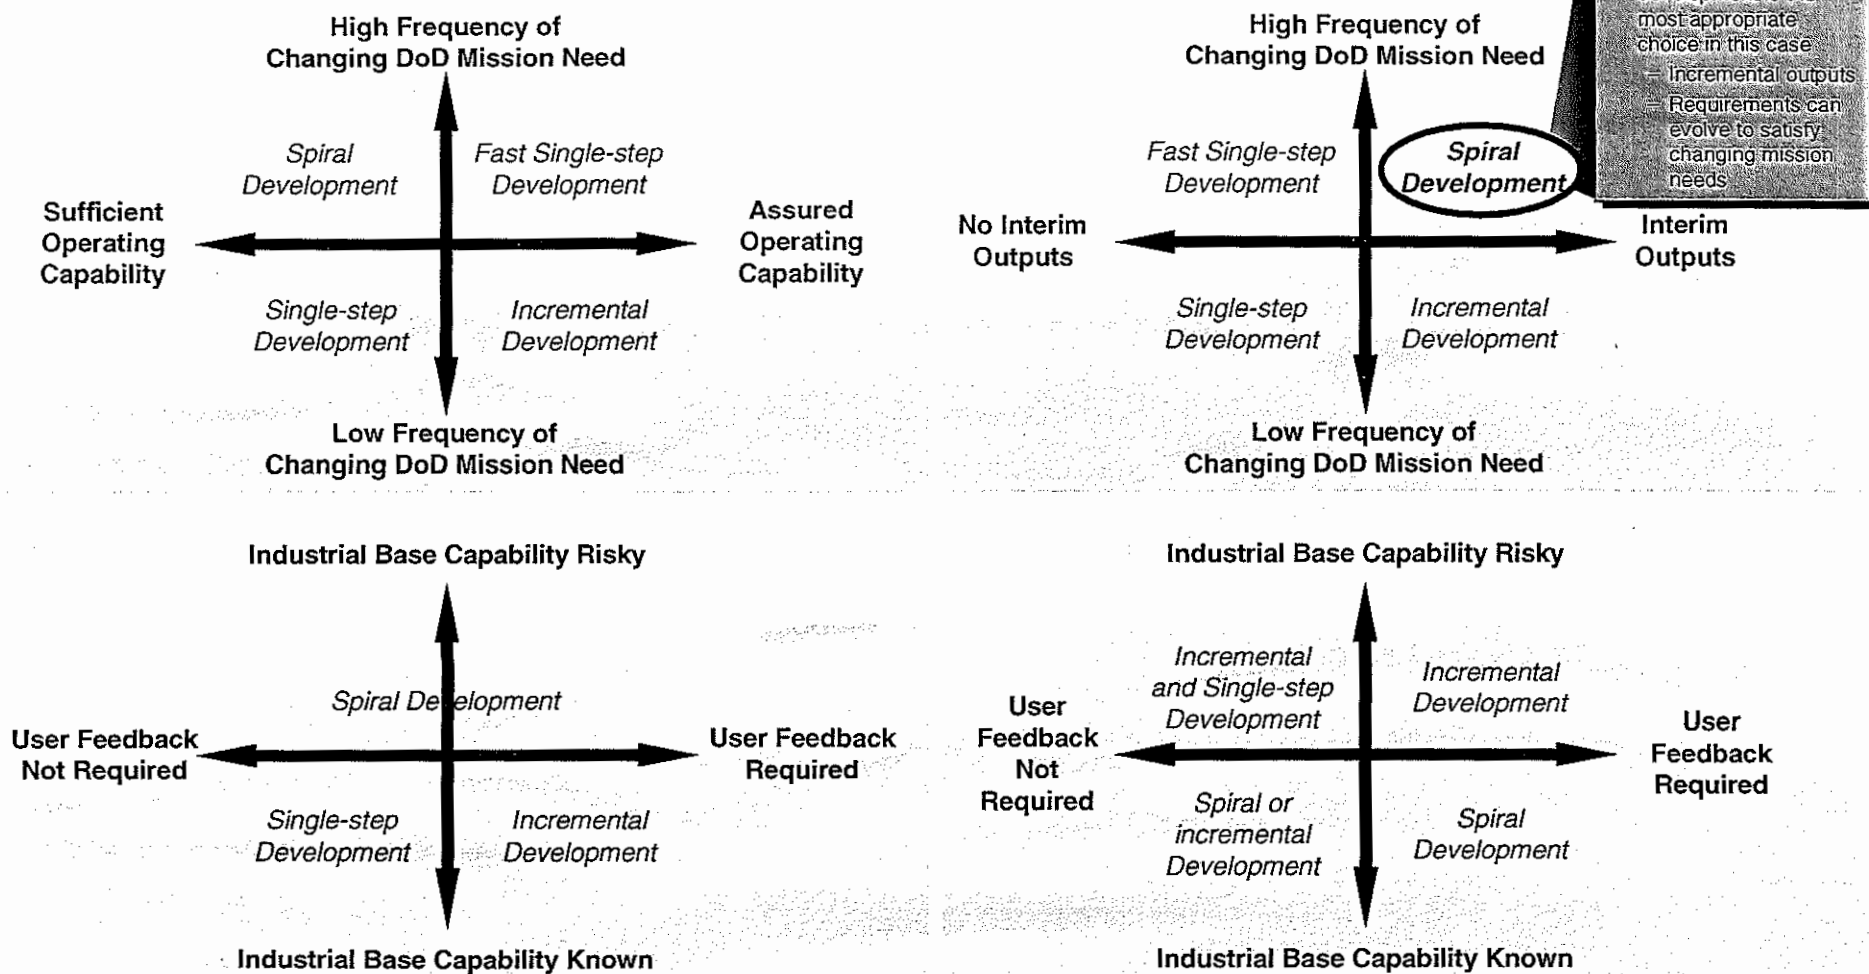 High Frequency of
Changing DoD Mission Need
Spiral
Development
Fast Single-step
Development
Sufficient
Operating
Capability
Assured
Operating
Capability
Single-step
Development
Incremental
Development
Low Frequency of
Changing DoD Mission Need
High Frequency of
Changing DoD Mission Need
most appropriate
choice in this case
– Incremental outputs
– Requirements can
evolve to satisfy
changing mission
needs
Fast Single-step
Development
Spiral
Development
No Interim
Outputs
Interim
Outputs
Single-step
Development
Incremental
Development
Low Frequency of
Changing DoD Mission Need
Industrial Base Capability Risky
Spiral Development
User Feedback
Not Required
User Feedback
Required
Single-step
Development
Incremental
Development
Industrial Base Capability Known
Industrial Base Capability Risky
Incremental
and Single-step
Development
Incremental
Development
User
Feedback
Not
Required
User
Feedback
Required
Spiral or
incremental
Development
Spiral
Development
Industrial Base Capability Known